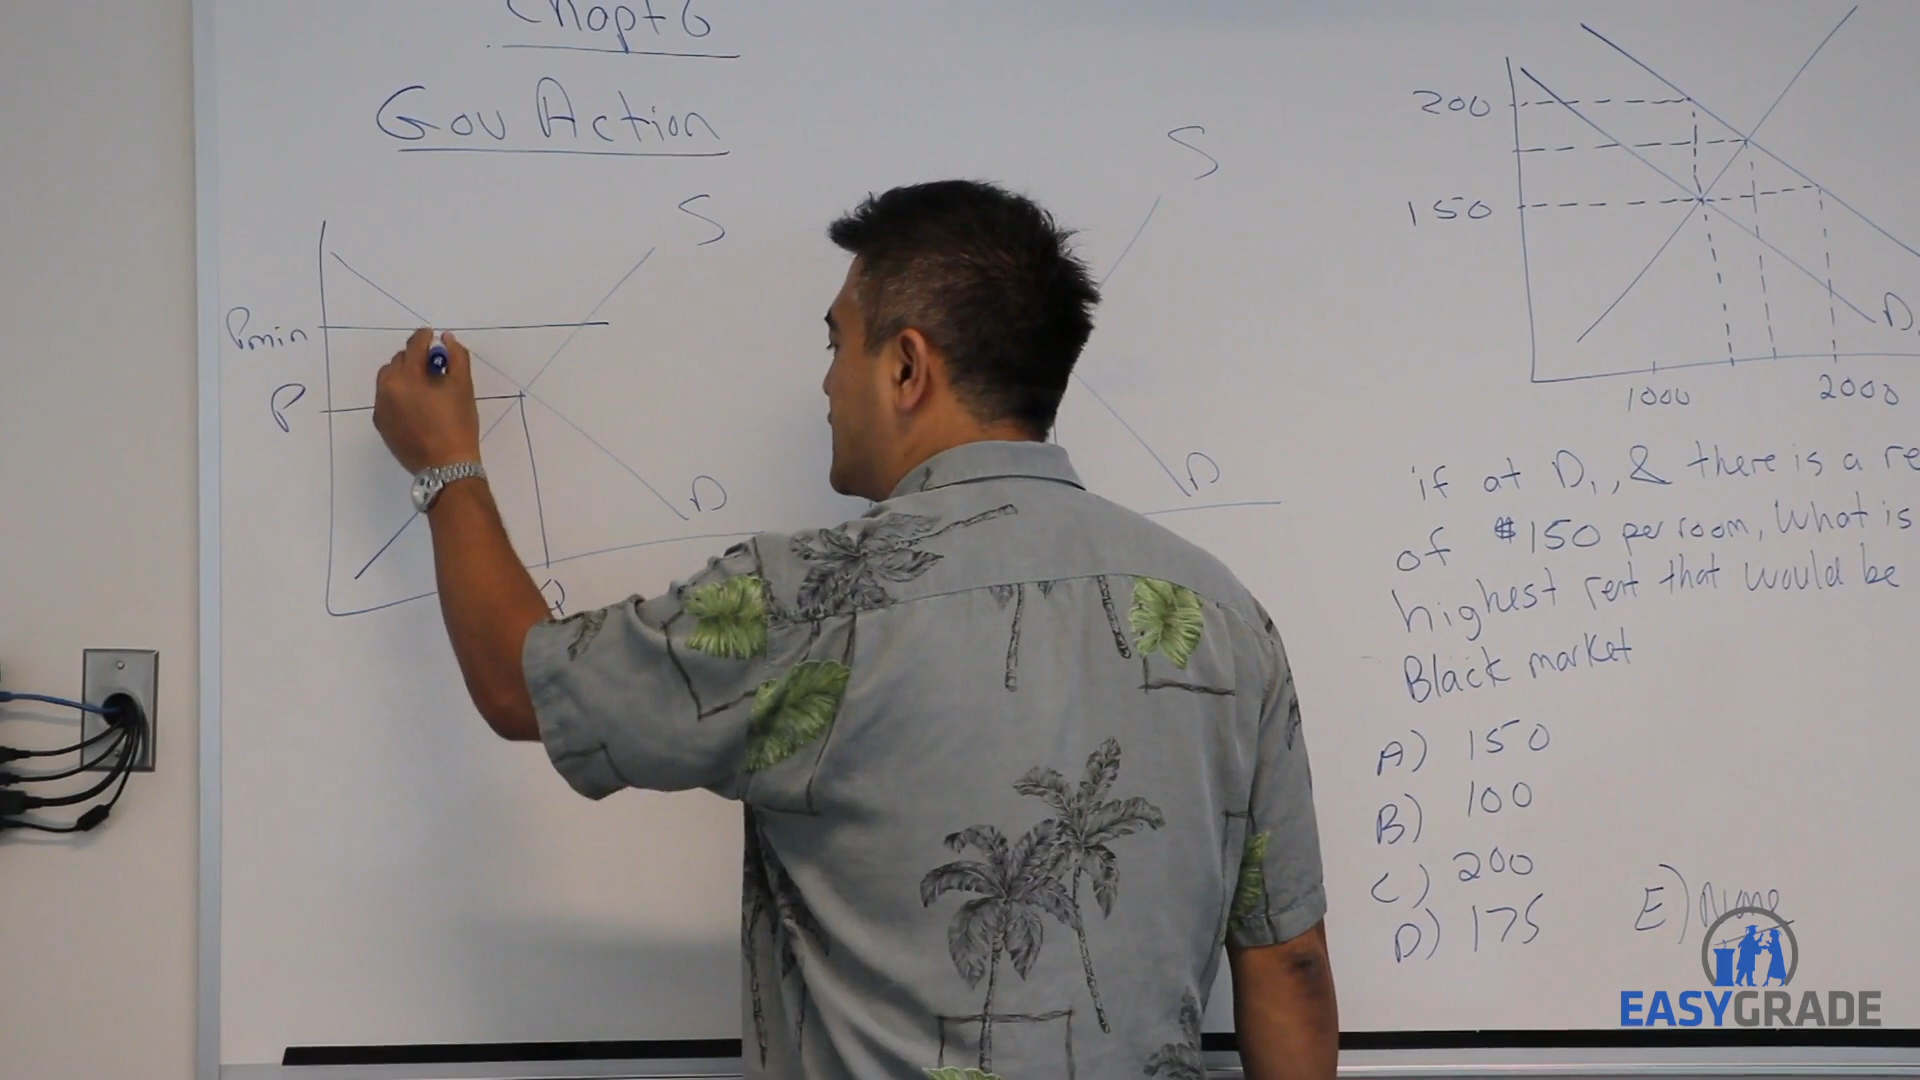 Chapt 6
Gov Action
S
Pmin
P
D
Q
S
D
200
150
D
1000
2000
if at D1, & there is a re
of $150 per room, What is
highest rent that would be
Black market
A) 150
B) 100
C) 200
D) 175
E) None
EASYGRADE